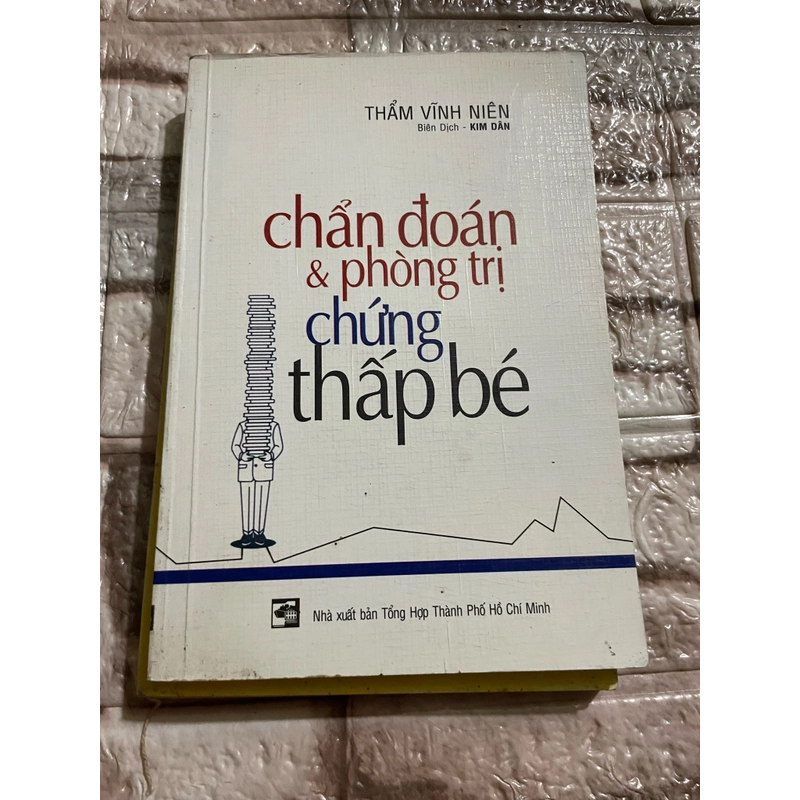 THẨM VĨNH NIÊN
Biên Dịch - KIM DÂN
chẩn đoán
& phòng trị
chứng
thấp bé
Nhà xuất bản Tổng Hợp Thành Phố Hồ Chí Minh